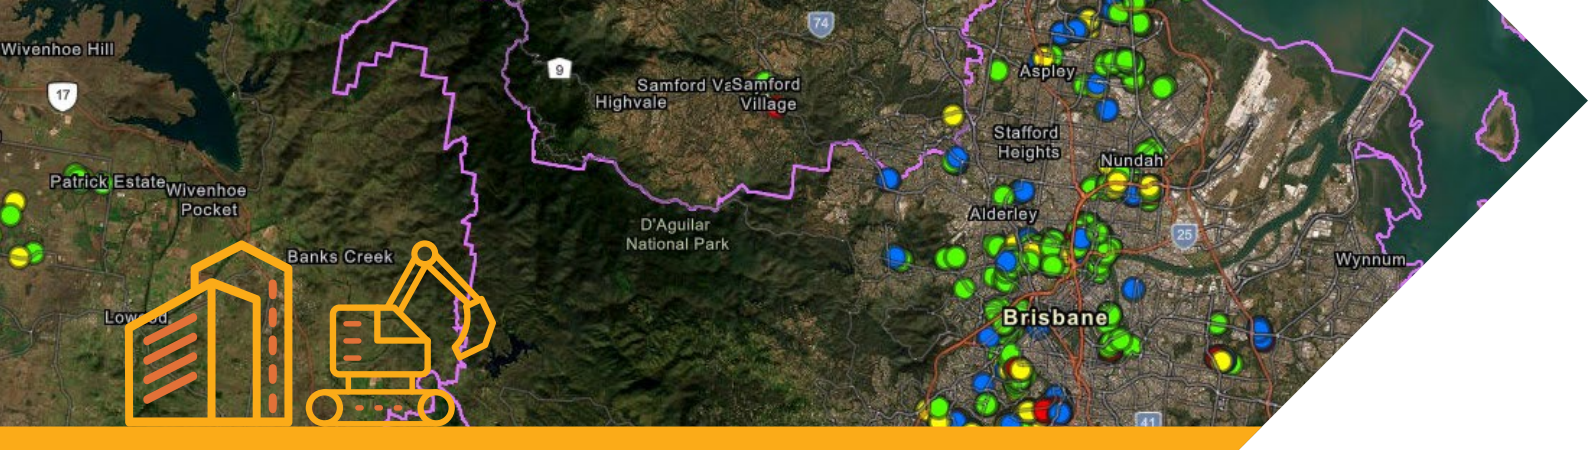 74
Wivenhoe Hill
9
Aspley
Samford Va
Samford
Village
17
Highvale
Stafford
Heights
Nundah
Patrick Estate
Wivenhoe
Pocket
Alderley
D'Aguilar
National Park
25
Banks Creek
Wynnum
Lowood
Brisbane
41